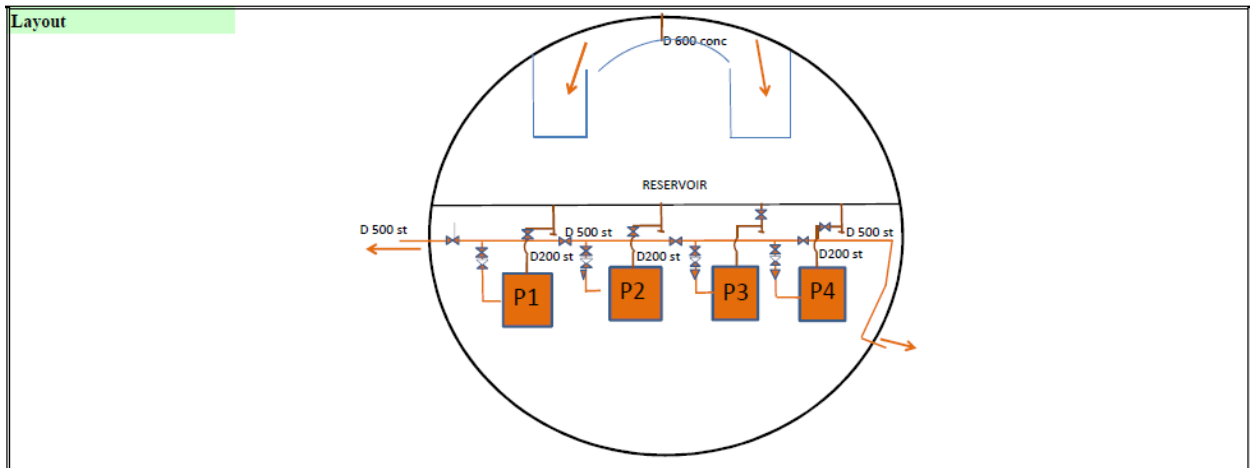 Layout
D 600 conc
RESERVOIR
D 500 st
D 500 st
D 500 st
D200 st
D200 st
D200 st
P1
P2
P3
P4